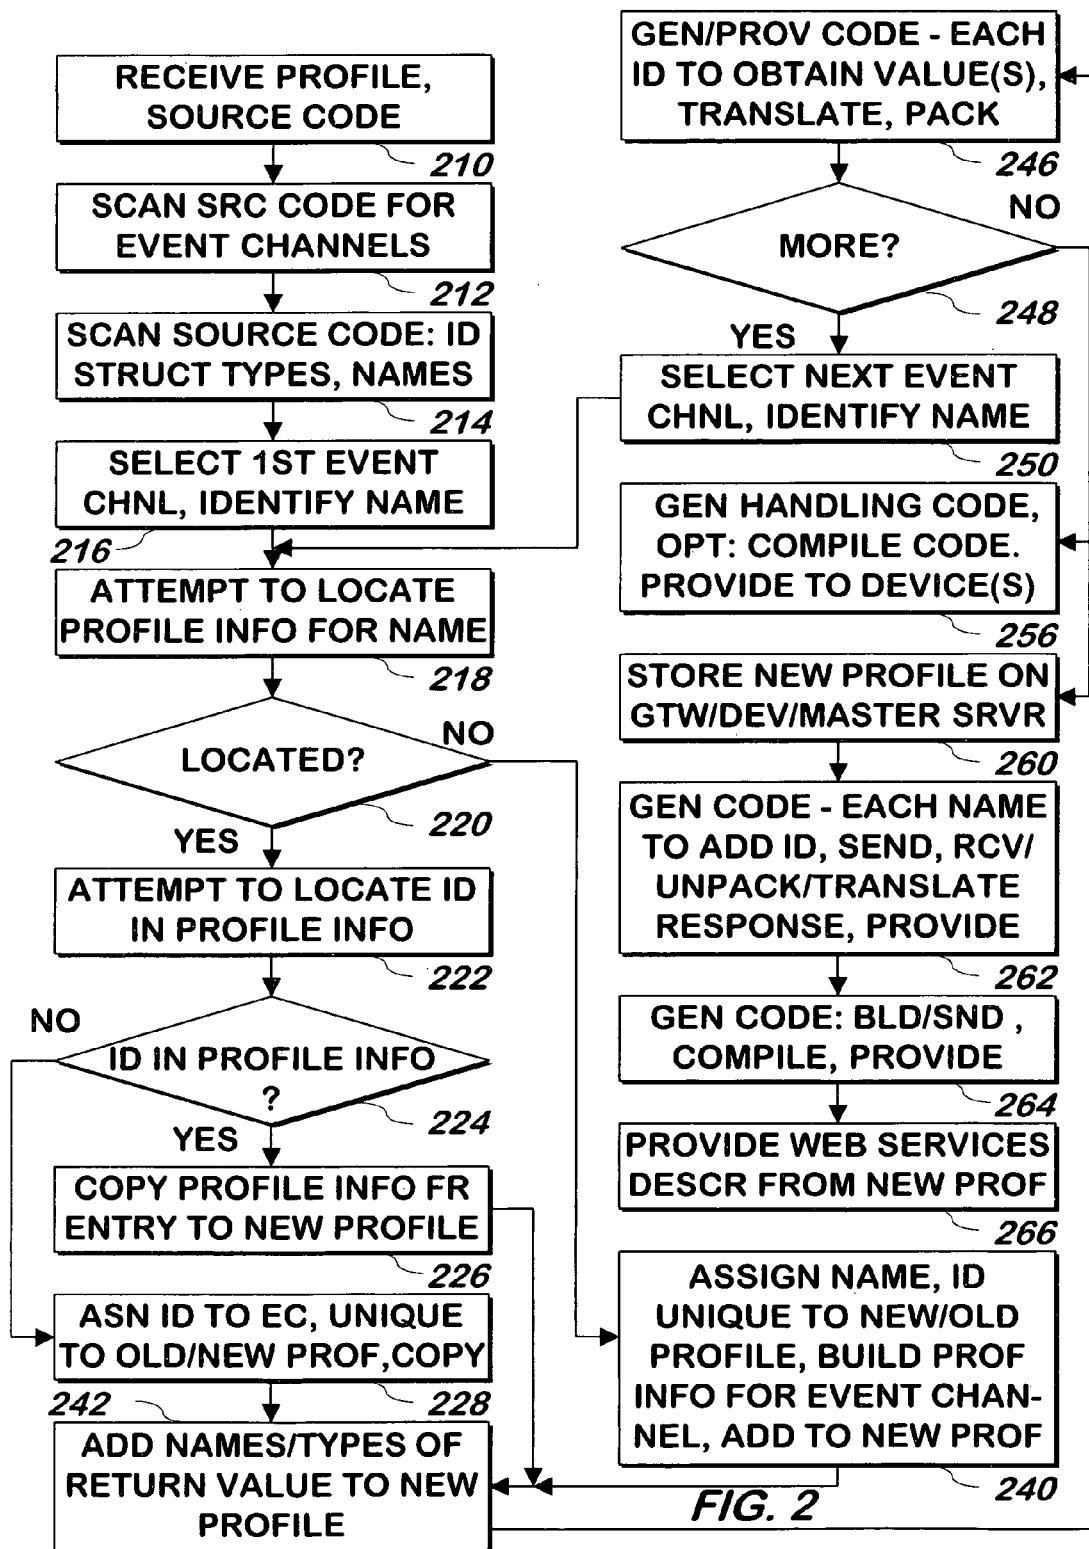 RECEIVE PROFILE,
SOURCE CODE
210
SCAN SRC CODE FOR
EVENT CHANNELS
212
SCAN SOURCE CODE: ID
STRUCT TYPES, NAMES
214
SELECT 1ST EVENT
CHNL, IDENTIFY NAME
216
ATTEMPT TO LOCATE
PROFILE INFO FOR NAME
218
LOCATED?
NO
220
YES
ATTEMPT TO LOCATE ID
IN PROFILE INFO
222
NO
ID IN PROFILE INFO
?
224
YES
COPY PROFILE INFO FR
ENTRY TO NEW PROFILE
226
ASN ID TO EC, UNIQUE
TO OLD/NEW PROF,COPY
228
242
ADD NAMES/TYPES OF
RETURN VALUE TO NEW
PROFILE
GEN/PROV CODE - EACH
ID TO OBTAIN VALUE(S),
TRANSLATE, PACK
246
NO
MORE?
248
YES
SELECT NEXT EVENT
CHNL, IDENTIFY NAME
250
GEN HANDLING CODE,
OPT: COMPILE CODE.
PROVIDE TO DEVICE(S)
256
STORE NEW PROFILE ON
GTW/DEV/MASTER SRVR
260
GEN CODE - EACH NAME
TO ADD ID, SEND, RCV/
UNPACK/TRANSLATE
RESPONSE, PROVIDE
262
GEN CODE: BLD/SND ,
COMPILE, PROVIDE
264
PROVIDE WEB SERVICES
DESCR FROM NEW PROF
266
ASSIGN NAME, ID
UNIQUE TO NEW/OLD
PROFILE, BUILD PROF
INFO FOR EVENT CHAN-
NEL, ADD TO NEW PROF
240
FIG. 2